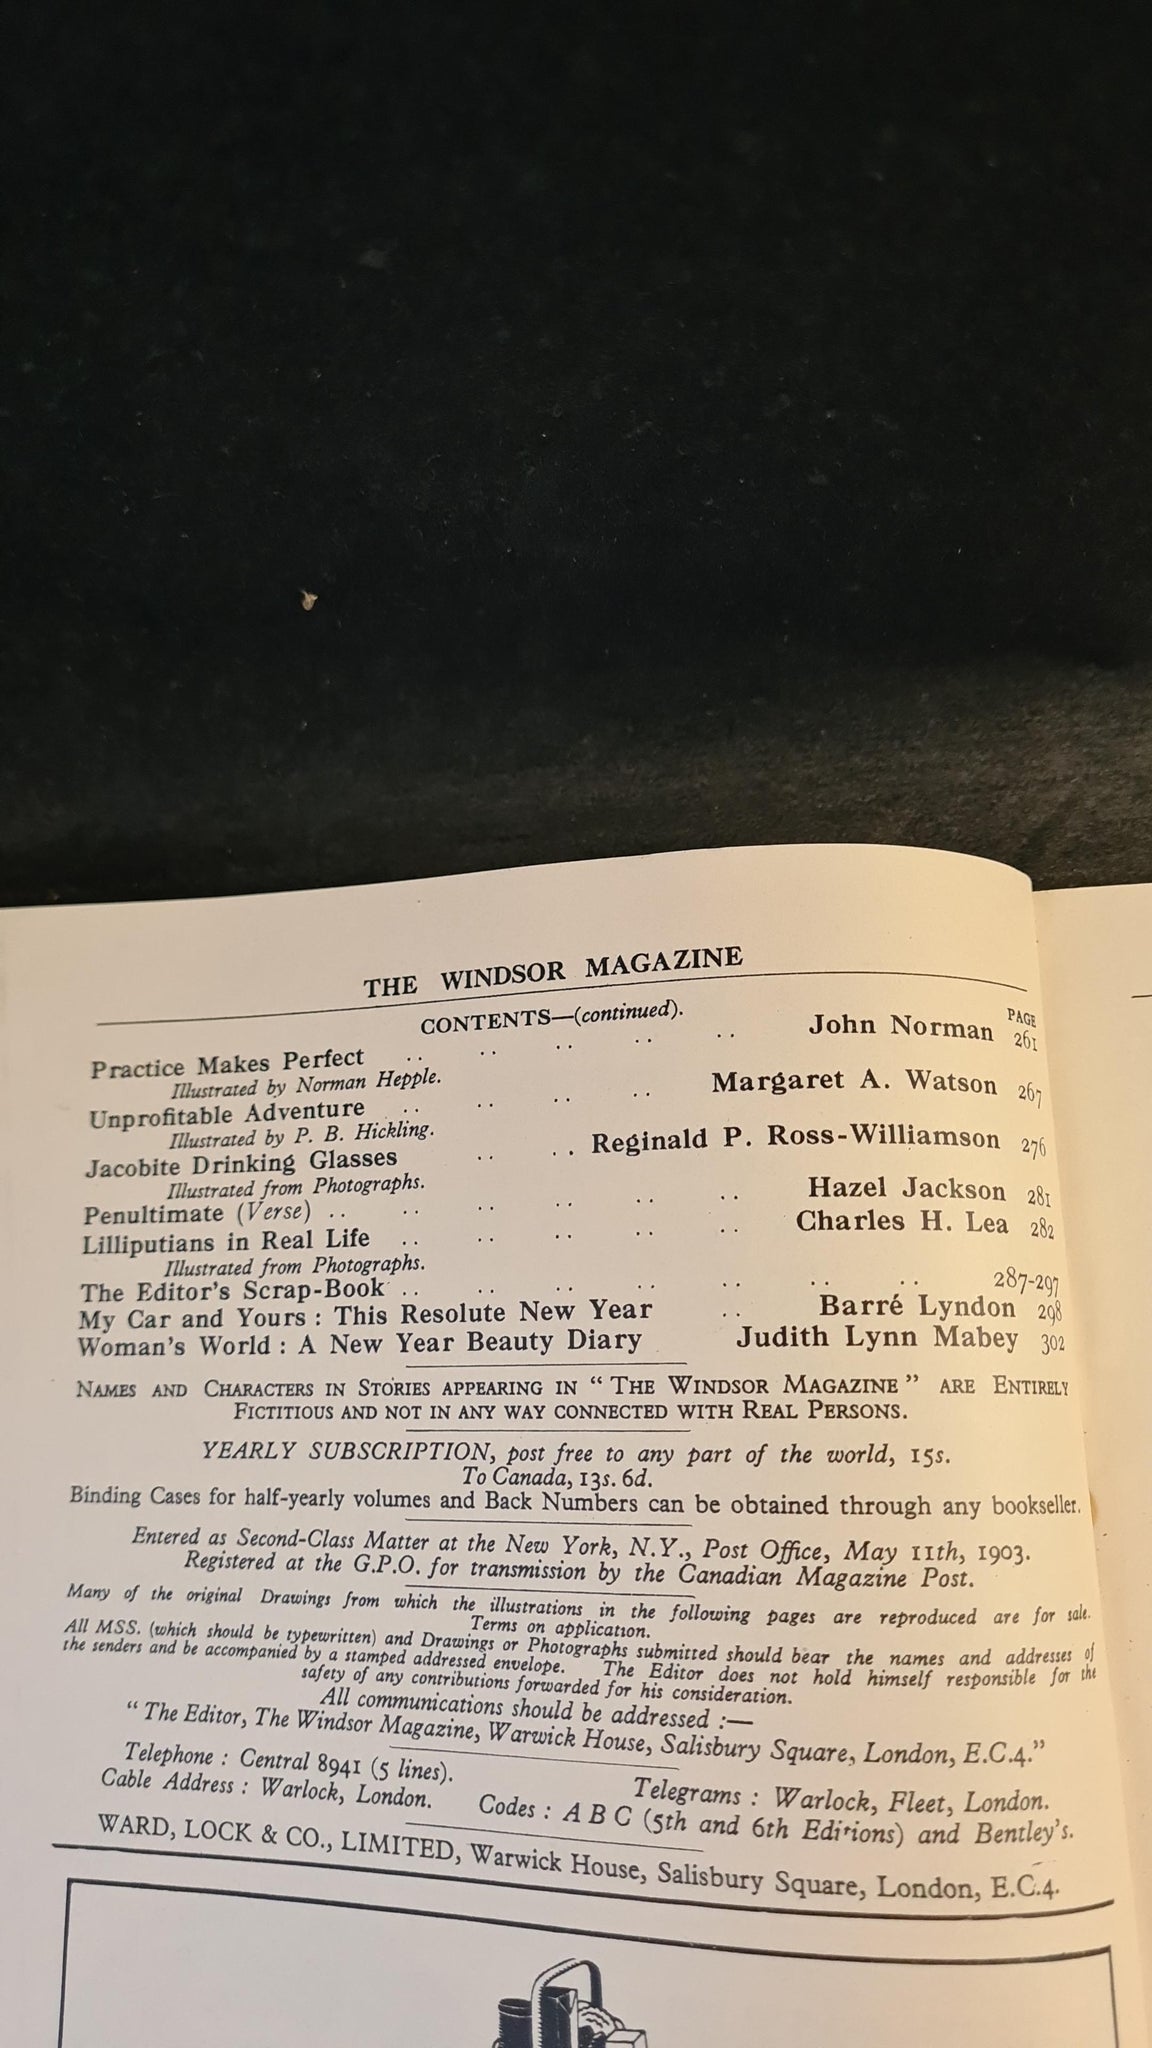 THE WINDSOR MAGAZINE
CONTENTS—(continued).
PAGE
Practice Makes Perfect .. .. .. .. .. John Norman 261
Illustrated by Norman Hepple.
Unprofitable Adventure .. .. .. .. Margaret A. Watson 267
Illustrated by P. B. Hickling.
Jacobite Drinking Glasses .. .. Reginald P. Ross-Williamson 276
Illustrated from Photographs.
Penultimate (Verse) .. .. .. .. .. .. Hazel Jackson 281
Lilliputians in Real Life .. .. .. .. .. Charles H. Lea 282
Illustrated from Photographs.
The Editor's Scrap-Book .. .. .. .. .. .. .. 287-297
My Car and Yours : This Resolute New Year .. Barré Lyndon 298
Woman's World : A New Year Beauty Diary Judith Lynn Mabey 302
NAMES AND CHARACTERS IN STORIES APPEARING IN “ THE WINDSOR MAGAZINE ” ARE ENTIRELY
FICTITIOUS AND NOT IN ANY WAY CONNECTED WITH REAL PERSONS.
YEARLY SUBSCRIPTION, post free to any part of the world, 15s.
To Canada, 13s. 6d.
Binding Cases for half-yearly volumes and Back Numbers can be obtained through any bookseller.
Entered as Second-Class Matter at the New York, N.Y., Post Office, May 11th, 1903.
Registered at the G.P.O. for transmission by the Canadian Magazine Post.
Many of the original Drawings from which the illustrations in the following pages are reproduced are for sale.
Terms on application.
All MSS. (which should be typewritten) and Drawings or Photographs submitted should bear the names and addresses of
the senders and be accompanied by a stamped addressed envelope. The Editor does not hold himself responsible for the
safety of any contributions forwarded for his consideration.
All communications should be addressed :—
“ The Editor, The Windsor Magazine, Warwick House, Salisbury Square, London, E.C.4.”
Telephone : Central 8941 (5 lines). Telegrams : Warlock, Fleet, London.
Cable Address : Warlock, London. Codes : A B C (5th and 6th Editions) and Bentley's.
WARD, LOCK & CO., LIMITED, Warwick House, Salisbury Square, London, E.C.4.